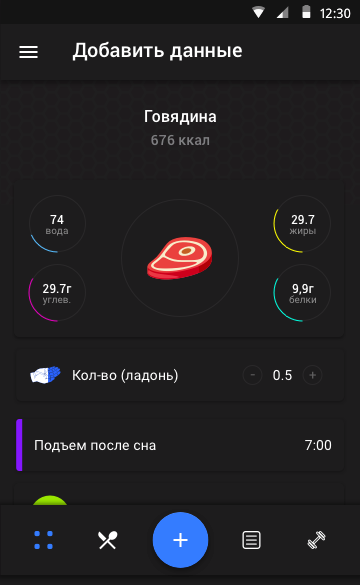 12:30
Добавить данные
Говядина
676 ккал
74
вода
29.7
жиры
29.7г
углев.
9,9г
белки
Кол-во (ладонь)
- 0.5 +
Подъем после сна 7:00
+